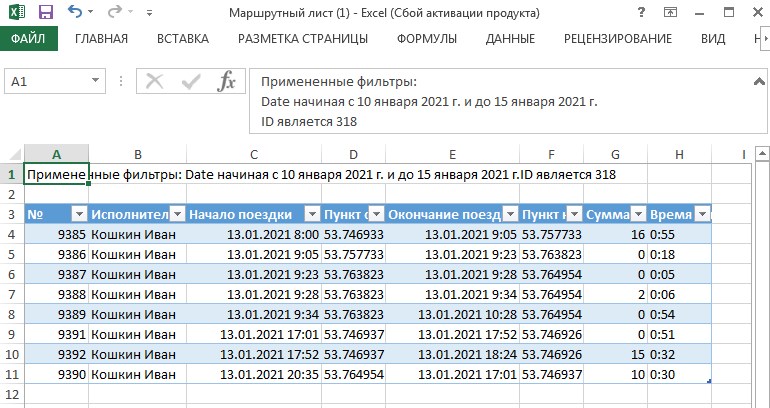 Маршрутный лист (1) - Excel (Сбой активации продукта)
ФАЙЛ ГЛАВНАЯ ВСТАВКА РАЗМЕТКА СТРАНИЦЫ ФОРМУЛЫ ДАННЫЕ РЕЦЕНЗИРОВАНИЕ ВИД Н
A1 fx Примененные фильтры:
Date начиная с 10 января 2021 г. и до 15 января 2021 г.
ID является 318
A B C D E F G H I
1 Примененные фильтры: Date начиная с 10 января 2021 г. и до 15 января 2021 г.ID является 318
2
3 № Исполнител Начало поездки Пункт о Окончание поезд Пункт н Сумма Время
4 9385 Кошкин Иван 13.01.2021 8:00 53.746933 13.01.2021 9:05 53.757733 16 0:55
5 9386 Кошкин Иван 13.01.2021 9:05 53.757733 13.01.2021 9:23 53.763823 0 0:18
6 9387 Кошкин Иван 13.01.2021 9:23 53.763823 13.01.2021 9:28 53.764954 0 0:05
7 9388 Кошкин Иван 13.01.2021 9:28 53.763823 13.01.2021 9:34 53.764954 2 0:06
8 9389 Кошкин Иван 13.01.2021 9:34 53.763823 13.01.2021 10:28 53.764954 0 0:54
9 9391 Кошкин Иван 13.01.2021 17:01 53.746937 13.01.2021 17:52 53.746926 0 0:51
10 9392 Кошкин Иван 13.01.2021 17:52 53.746937 13.01.2021 18:24 53.746926 15 0:32
11 9390 Кошкин Иван 13.01.2021 20:35 53.764954 13.01.2021 17:01 53.746937 10 0:30
12